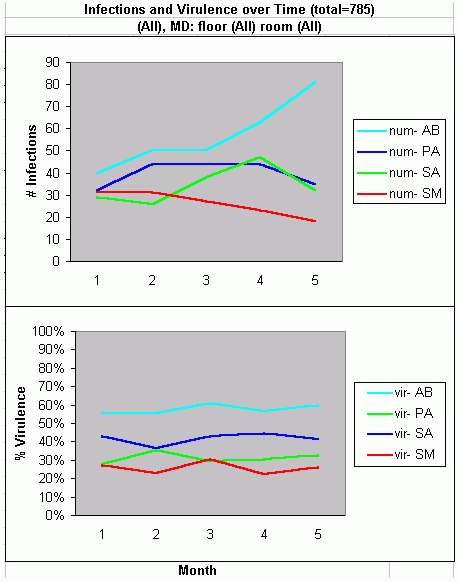 Infections and Virulence over Time (total=785)
(All), MD: floor (All) room (All)
# Infections
90
80
70
60
50
40
30
20
10
0
1 2 3 4 5
num- AB
num- PA
num- SA
num- SM
% Virulence
100%
90%
80%
70%
60%
50%
40%
30%
20%
10%
0%
1 2 3 4 5
vir- AB
vir- PA
vir- SA
vir- SM
Month